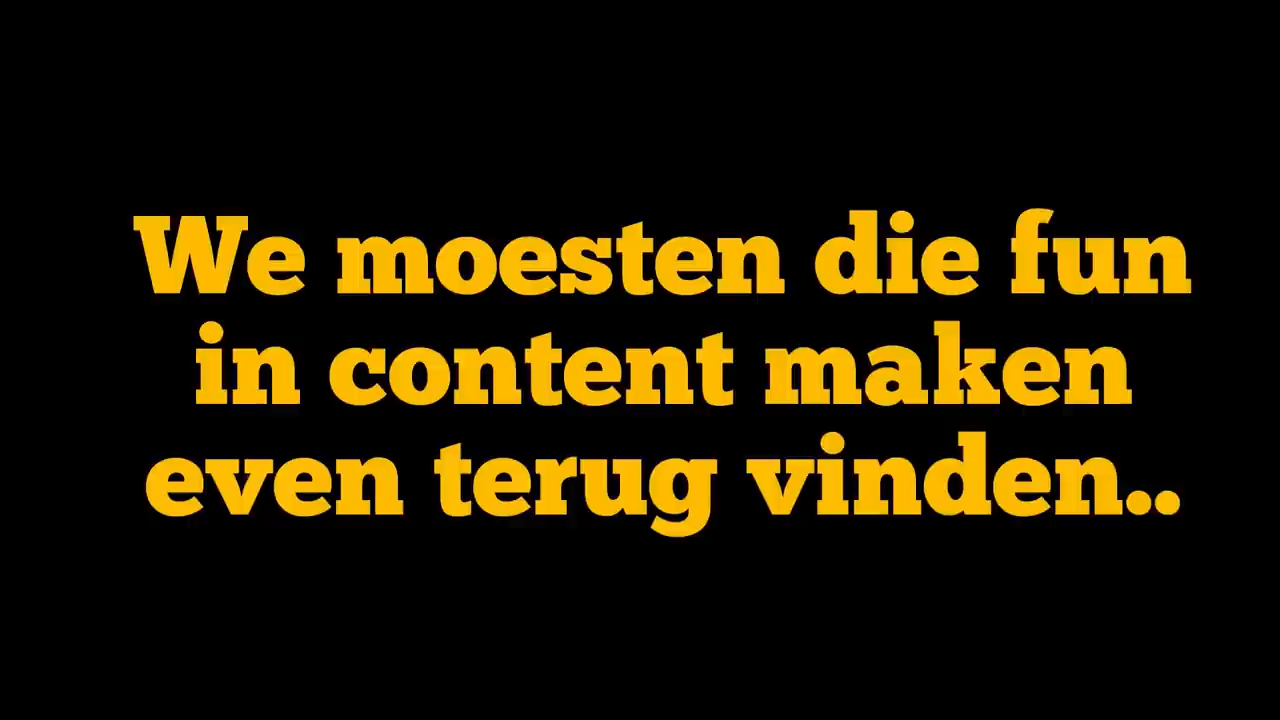 We moesten die fun
in content maken
even terug vinden..